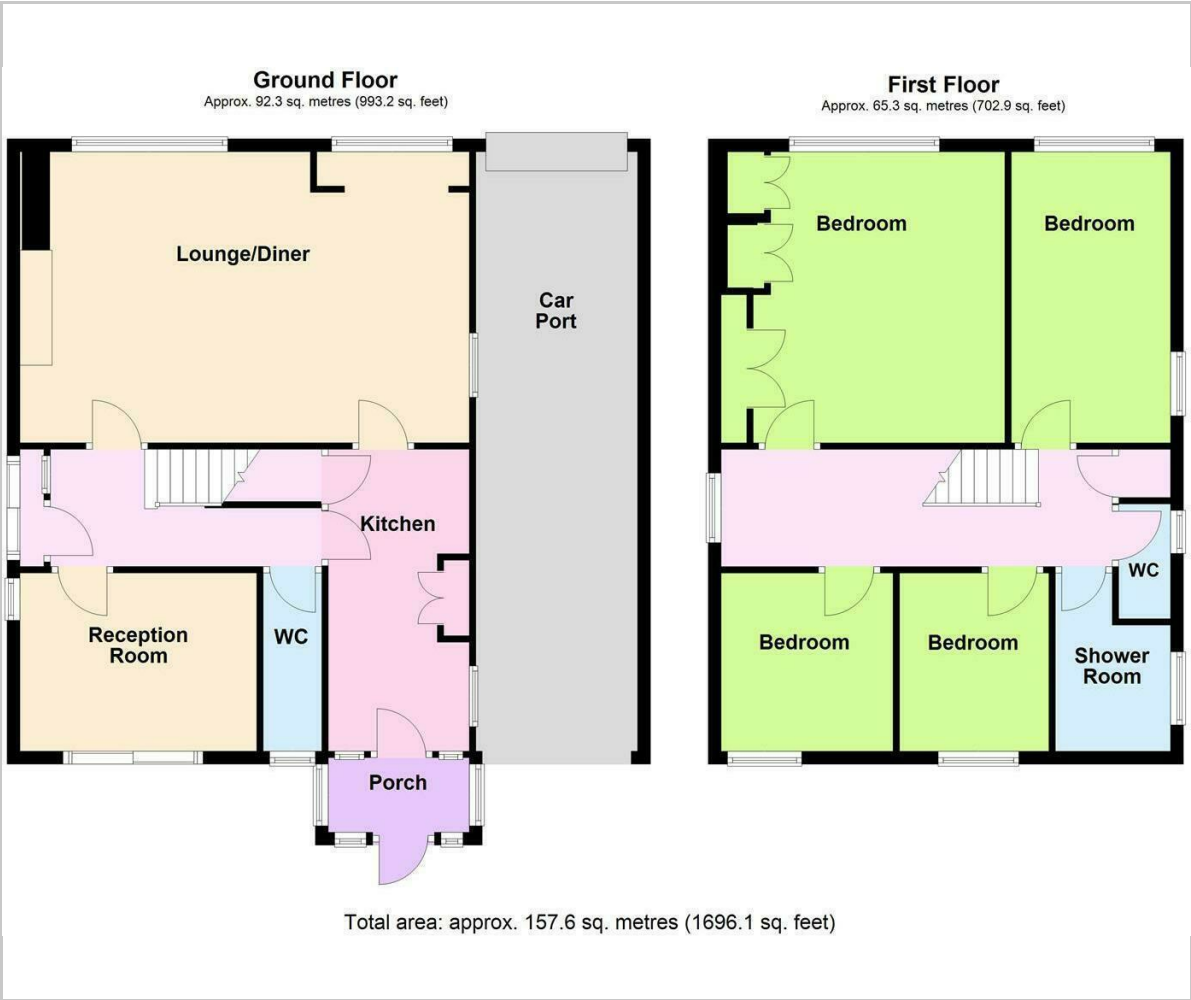 Ground Floor
Approx. 92.3 sq. metres (993.2 sq. feet)
Lounge/Diner
Car
Port
Kitchen
Reception
Room
WC
Porch
First Floor
Approx. 65.3 sq. metres (702.9 sq. feet)
Bedroom
Bedroom
WC
Bedroom
Bedroom
Shower
Room
Total area: approx. 157.6 sq. metres (1696.1 sq. feet)